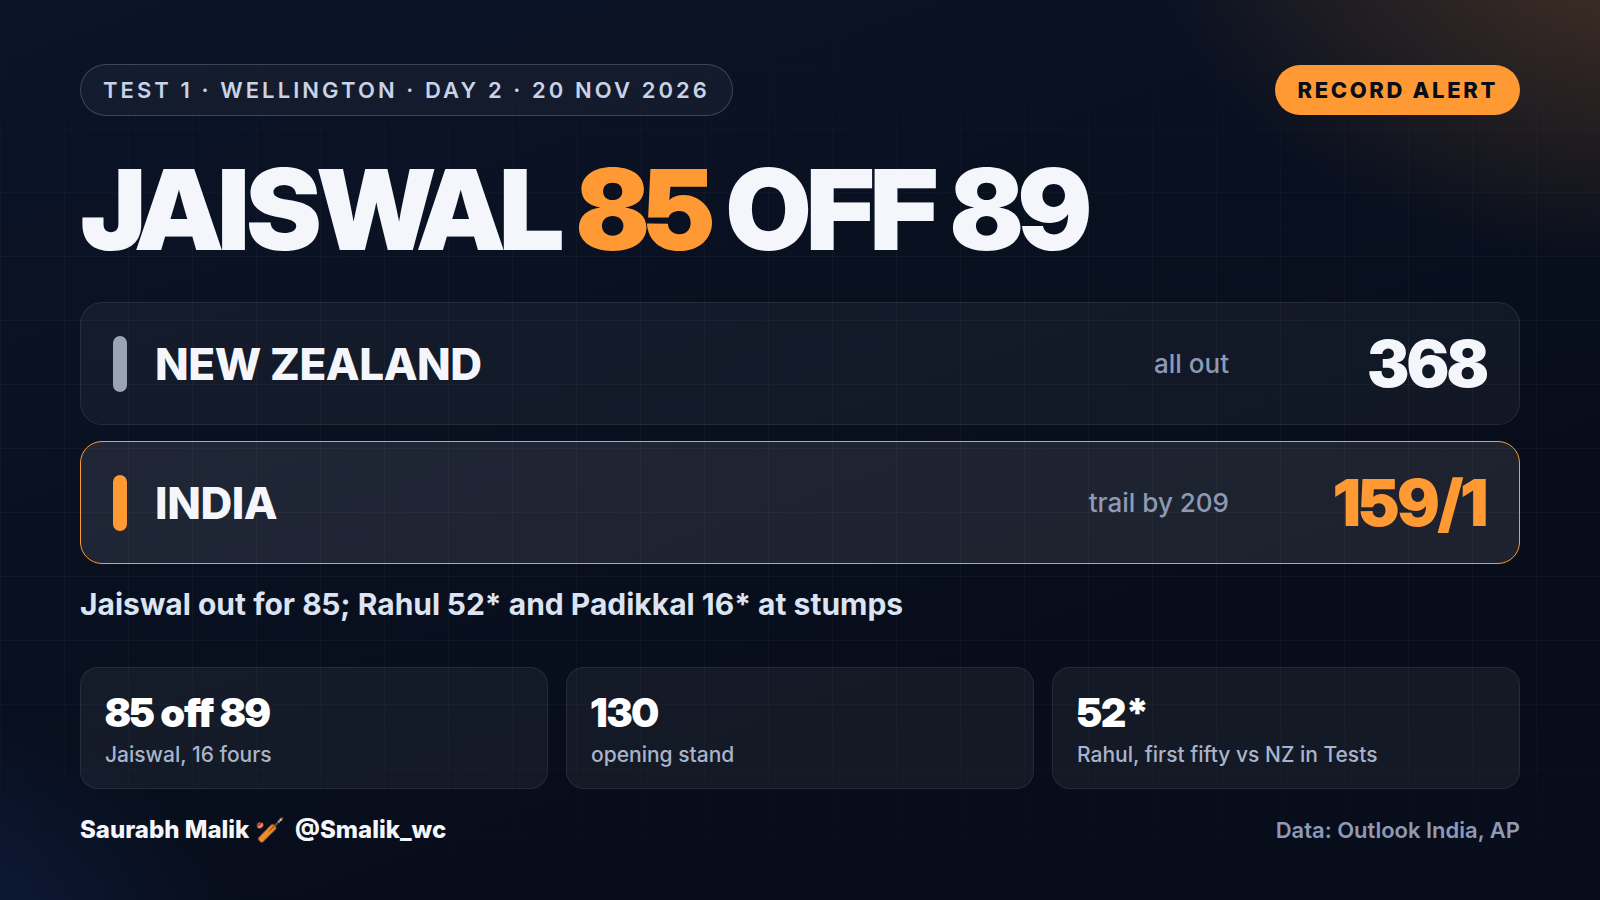 TEST 1 · WELLINGTON · DAY 2 · 20 NOV 2026
RECORD ALERT
JAISWAL 85 OFF 89
NEW ZEALAND all out 368
INDIA trail by 209 159/1
Jaiswal out for 85; Rahul 52* and Padikkal 16* at stumps
85 off 89
Jaiswal, 16 fours
130
opening stand
52*
Rahul, first fifty vs NZ in Tests
Saurabh Malik 🏏 @Smalik_wc
Data: Outlook India, AP